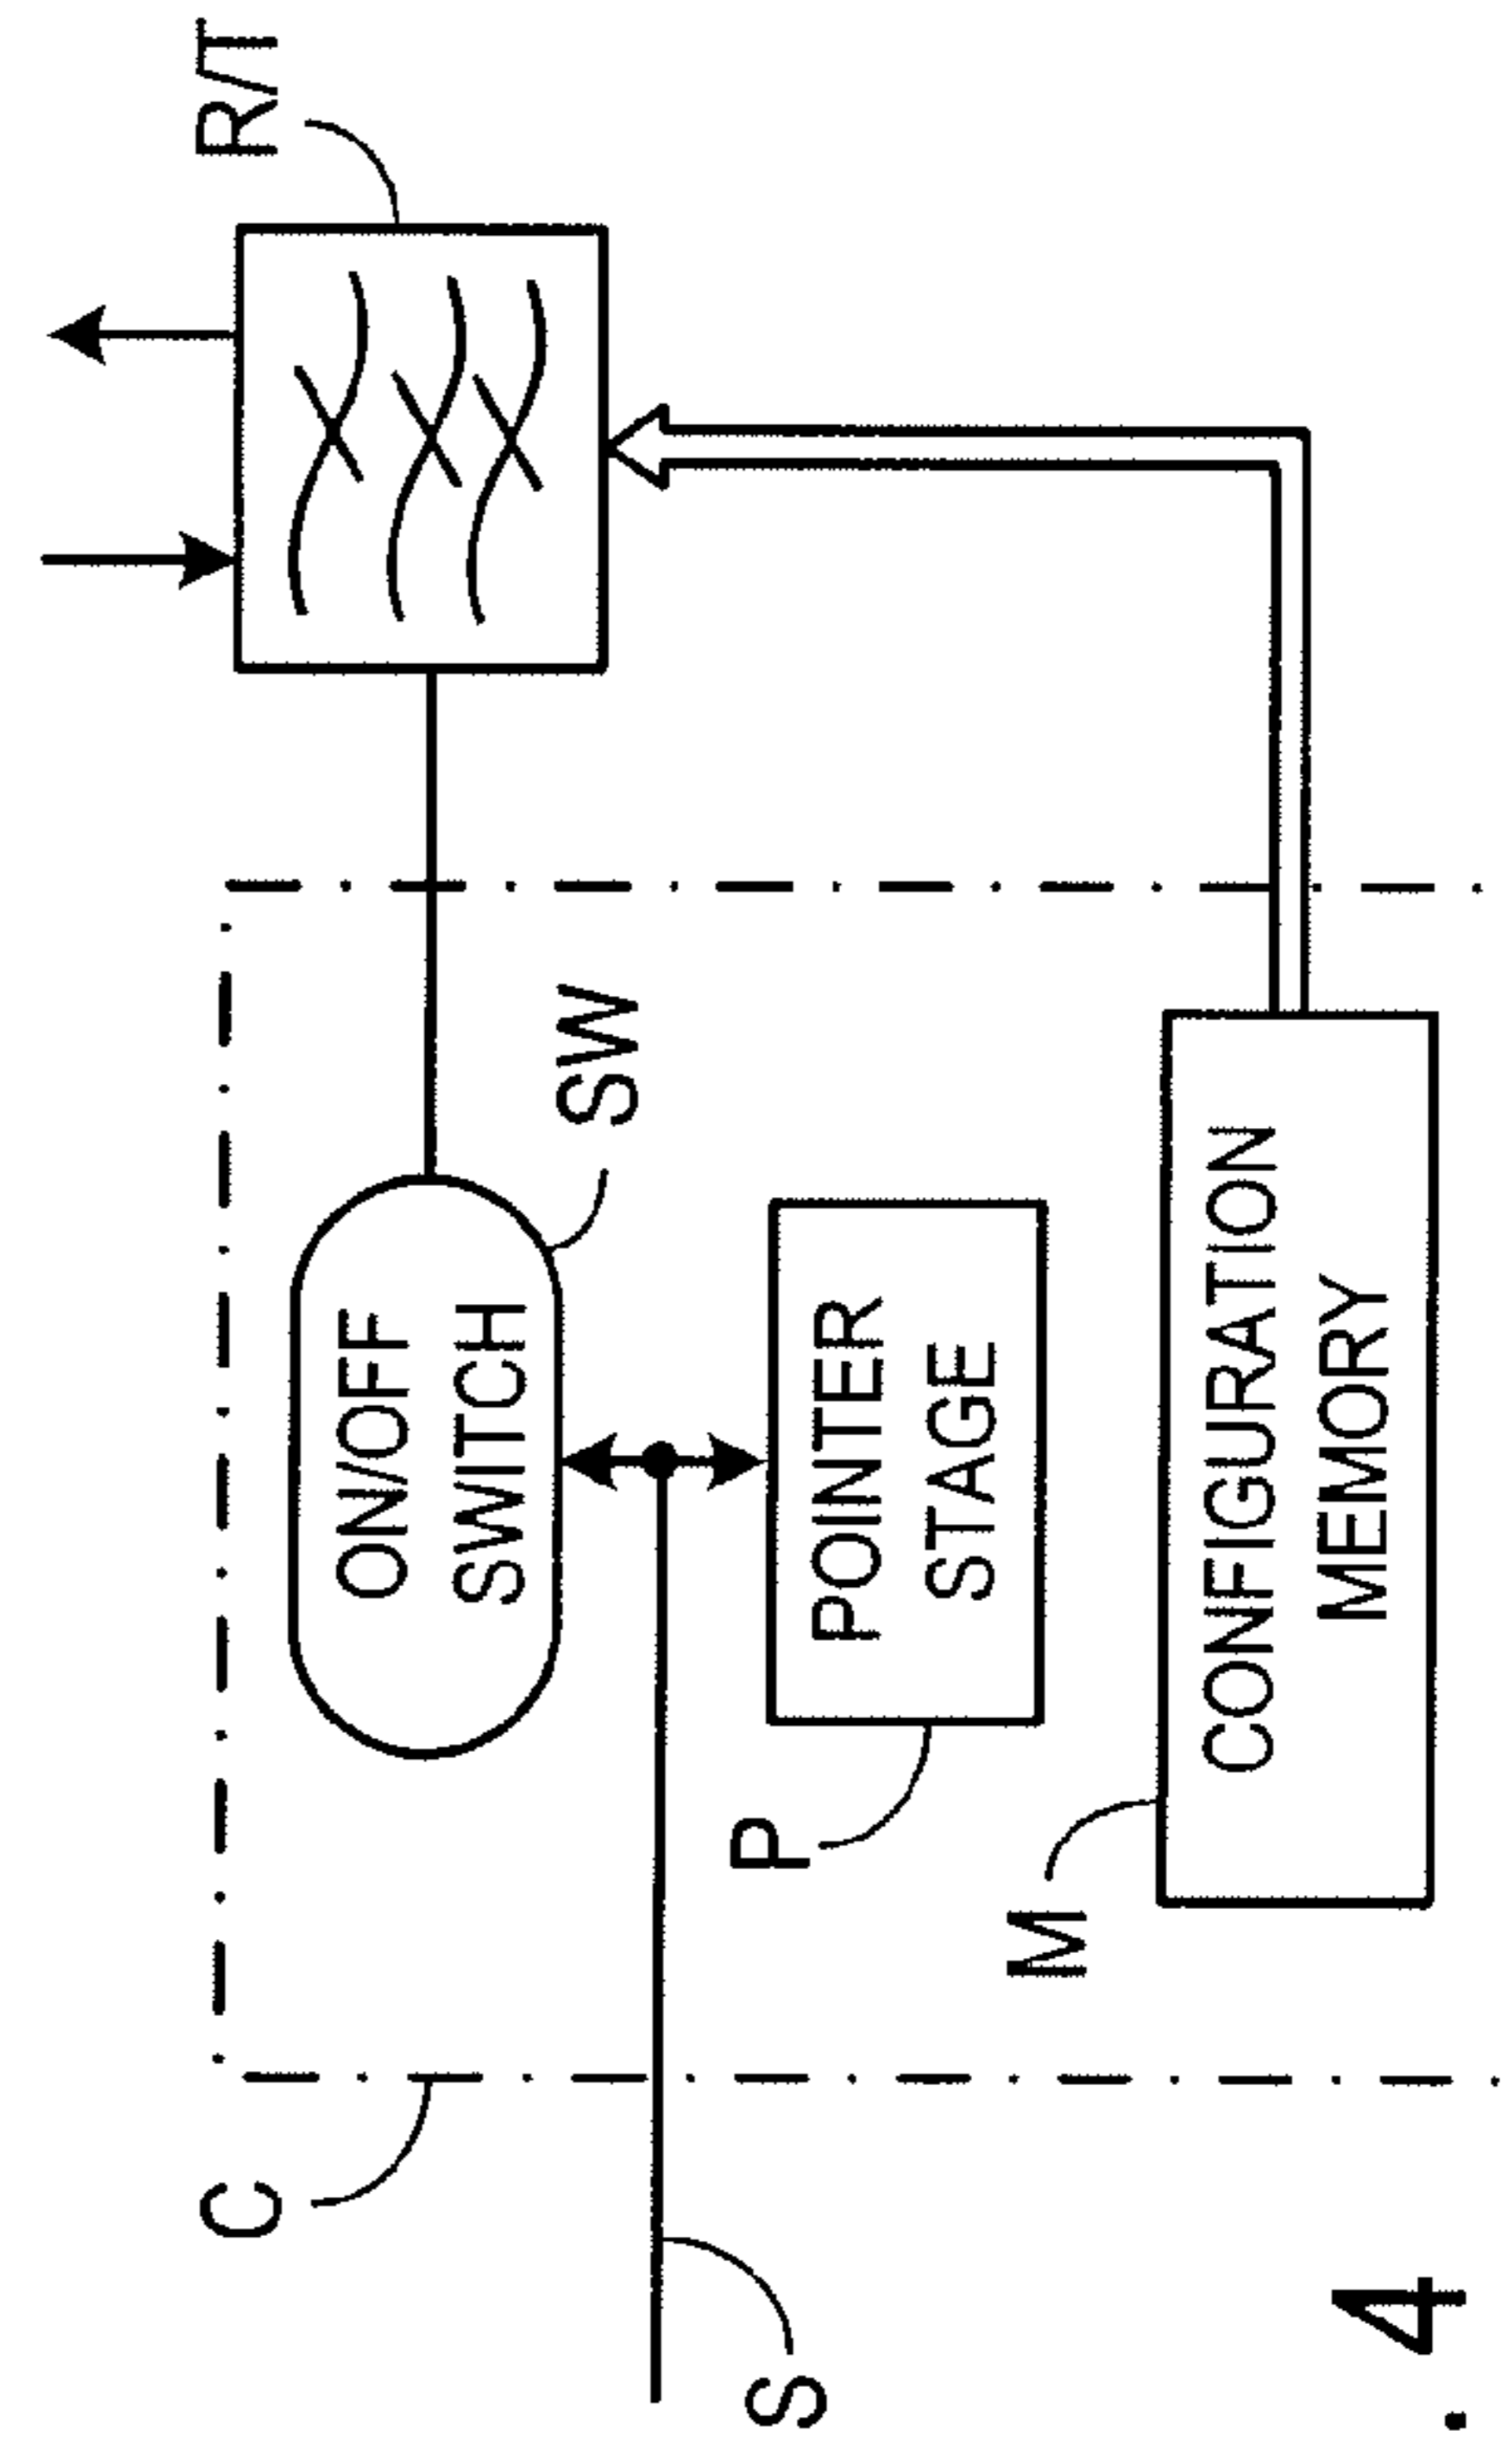 R/T
ON/OFF
SWITCH
SW
C
S
POINTER
STAGE
P
CONFIGURATION
MEMORY
M
. 4